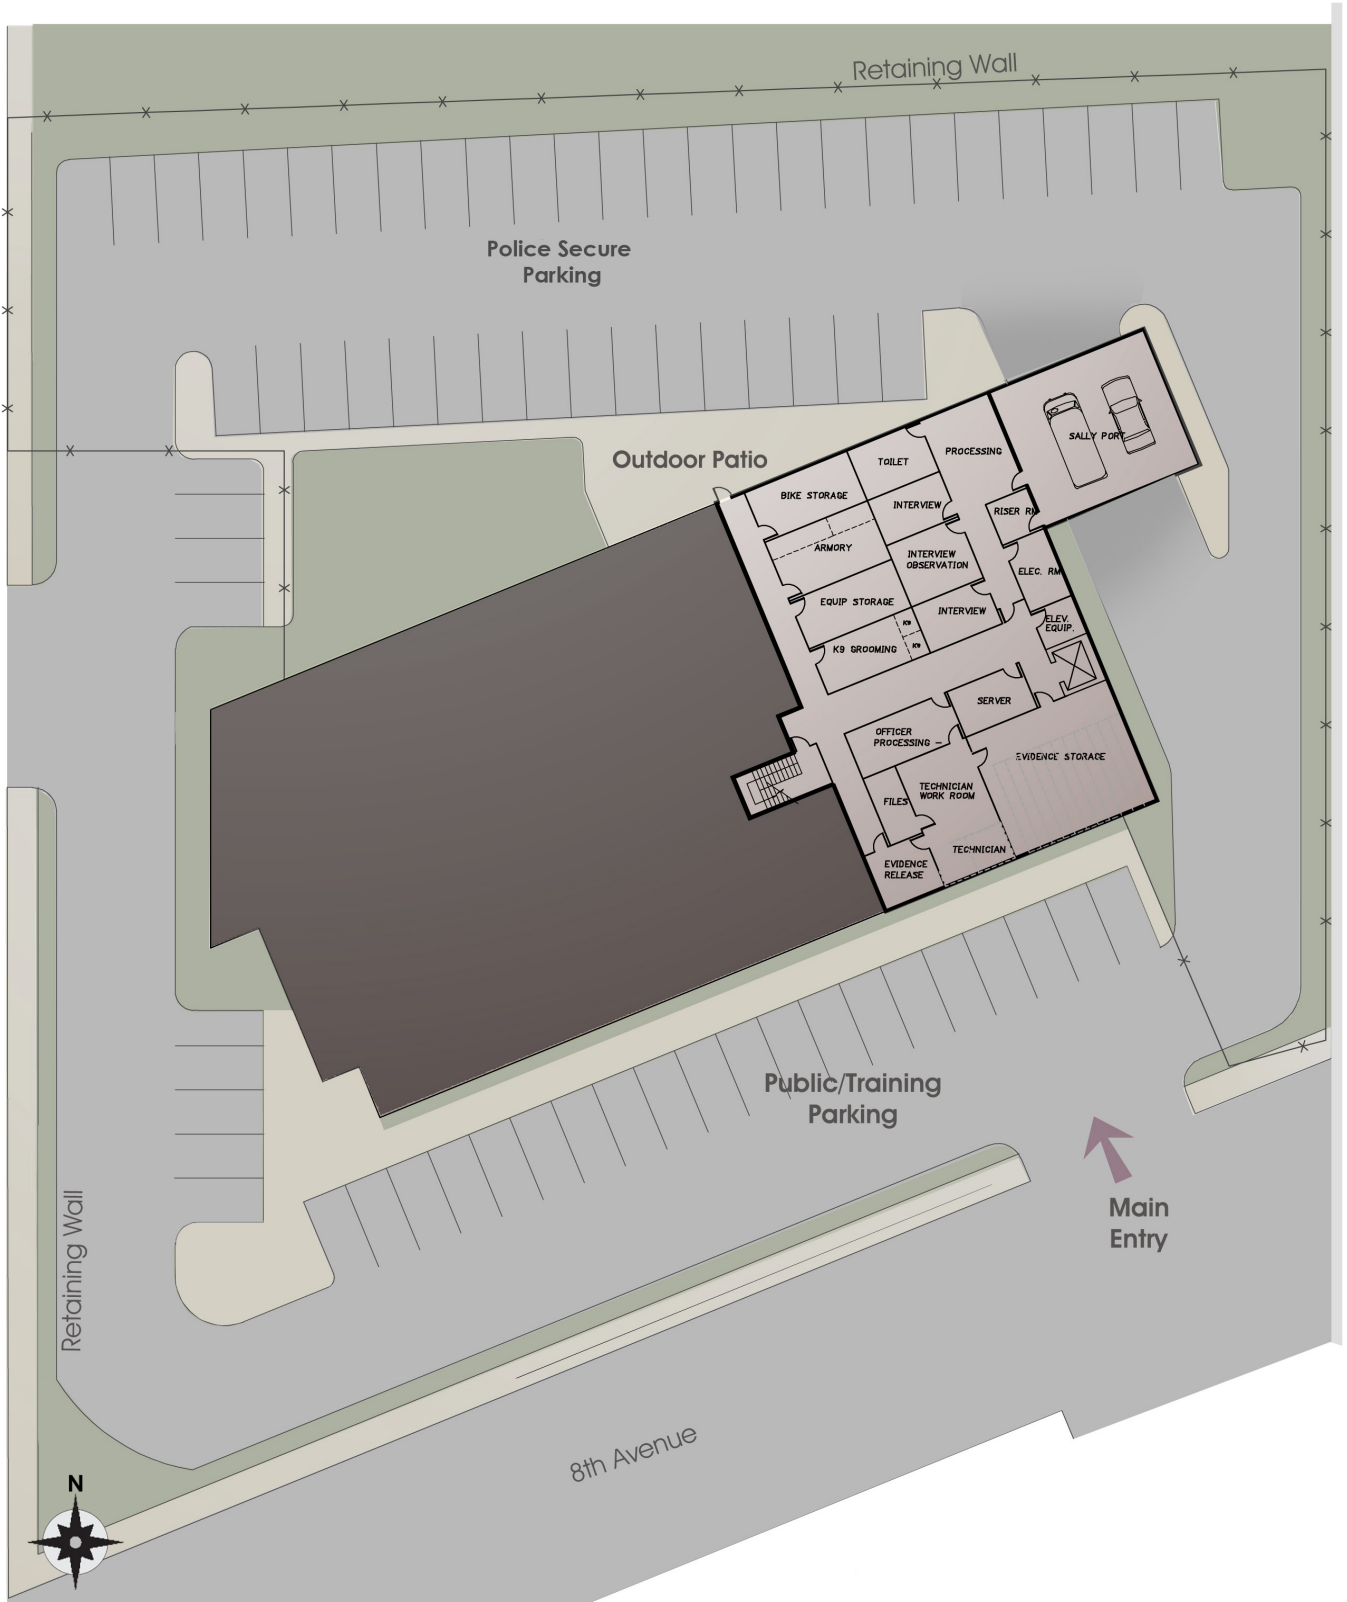 Retaining Wall
Police Secure
Parking
Outdoor Patio
SALLY PORT
PROCESSING
TOILET
BIKE STORAGE
INTERVIEW
RISER RM
ARMORY
INTERVIEW
OBSERVATION
ELEC. RM
EQUIP STORAGE
INTERVIEW
K9
K9
ELEV.
EQUIP.
K9 GROOMING
SERVER
OFFICER
PROCESSING
EVIDENCE STORAGE
TECHNICIAN
WORK ROOM
FILES
TECHNICIAN
EVIDENCE
RELEASE
Public/Training
Parking
Main
Entry
Retaining Wall
8th Avenue
N